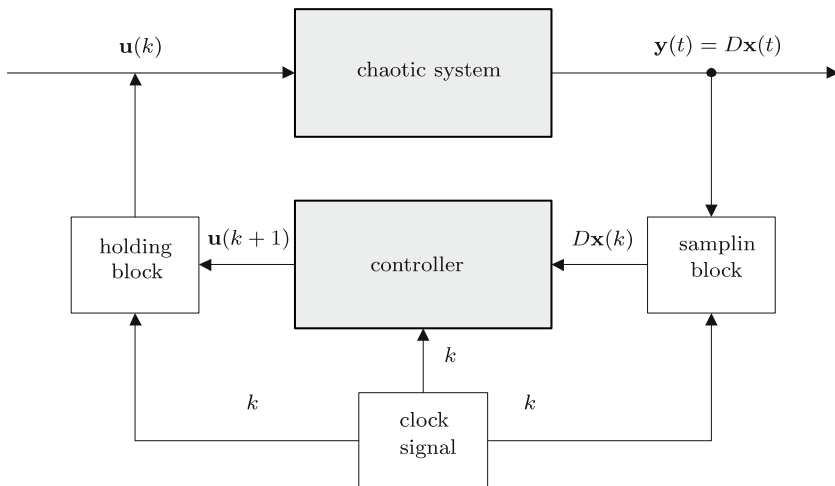 u(k)
chaotic system
y(t) = Dx(t)
holding
block
u(k + 1)
controller
Dx(k)
samplin
block
k
k
k
clock
signal